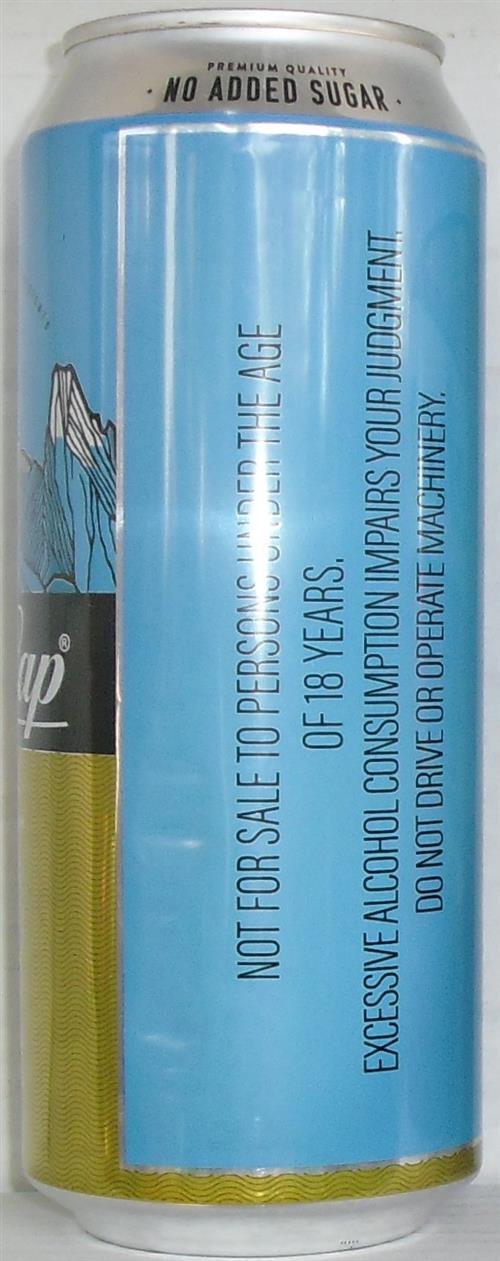 PREMIUM QUALITY
· NO ADDED SUGAR ·
NOT FOR SALE TO PERSONS UNDER THE AGE
OF 18 YEARS.
EXCESSIVE ALCOHOL CONSUMPTION IMPAIRS YOUR JUDGMENT.
DO NOT DRIVE OR OPERATE MACHINERY.
ap®